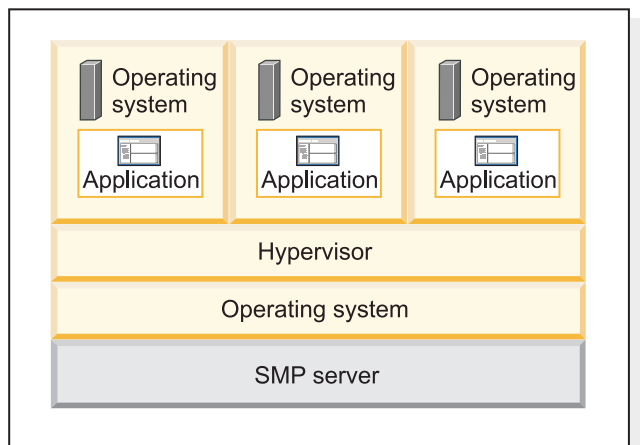 Operating
system
Application
Operating
system
Application
Operating
system
Application
Hypervisor
Operating system
SMP server